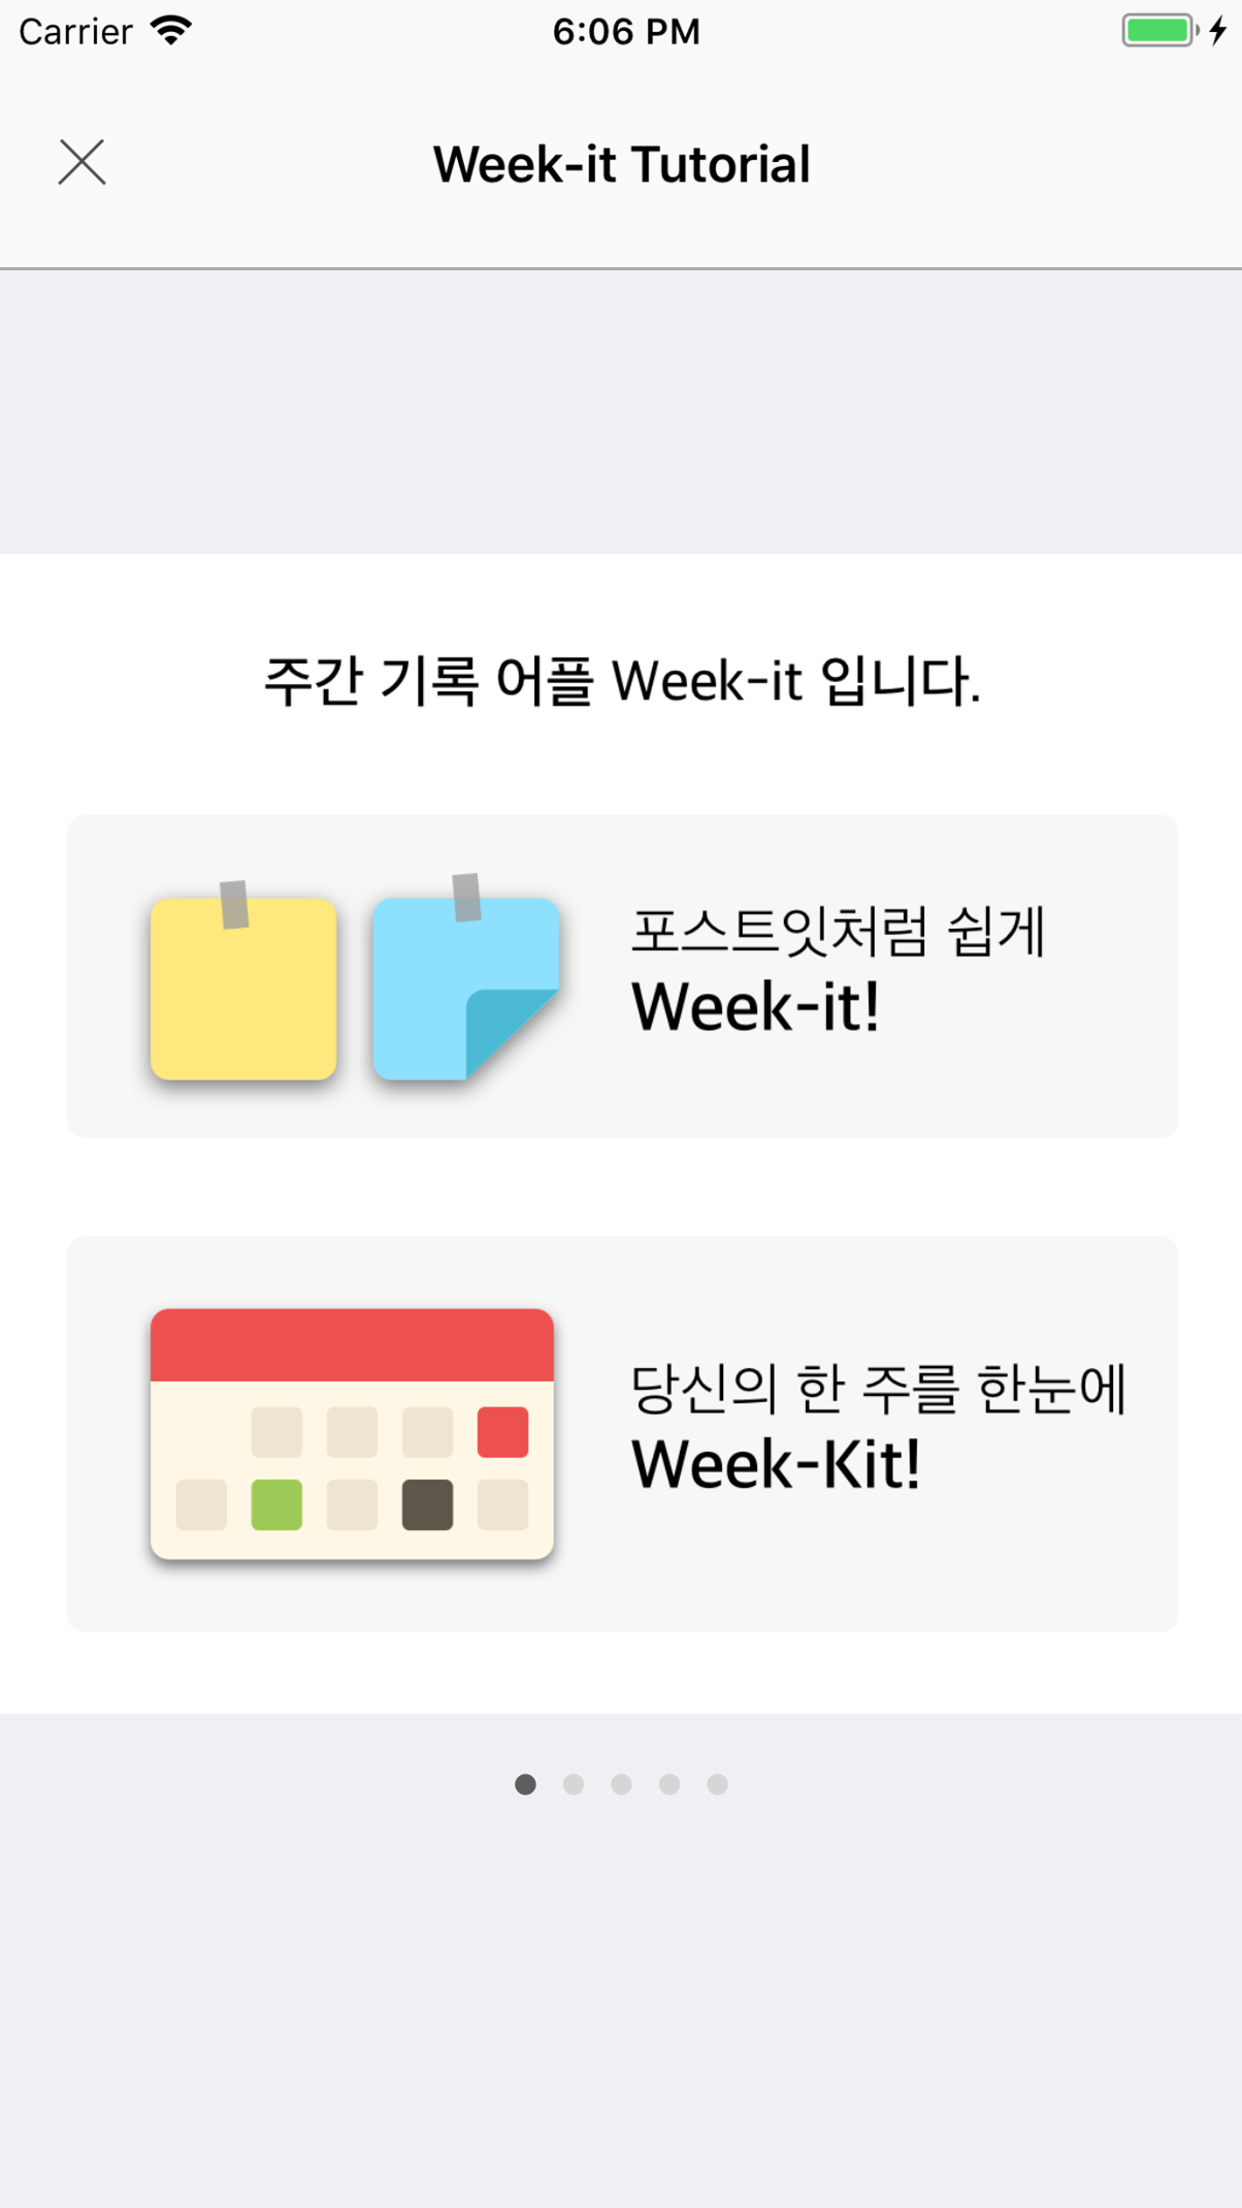 Carrier
6:06 PM
Week-it Tutorial
주간 기록 어플 Week-it 입니다.
포스트잇처럼 쉽게
Week-it!
당신의 한 주를 한눈에
Week-Kit!